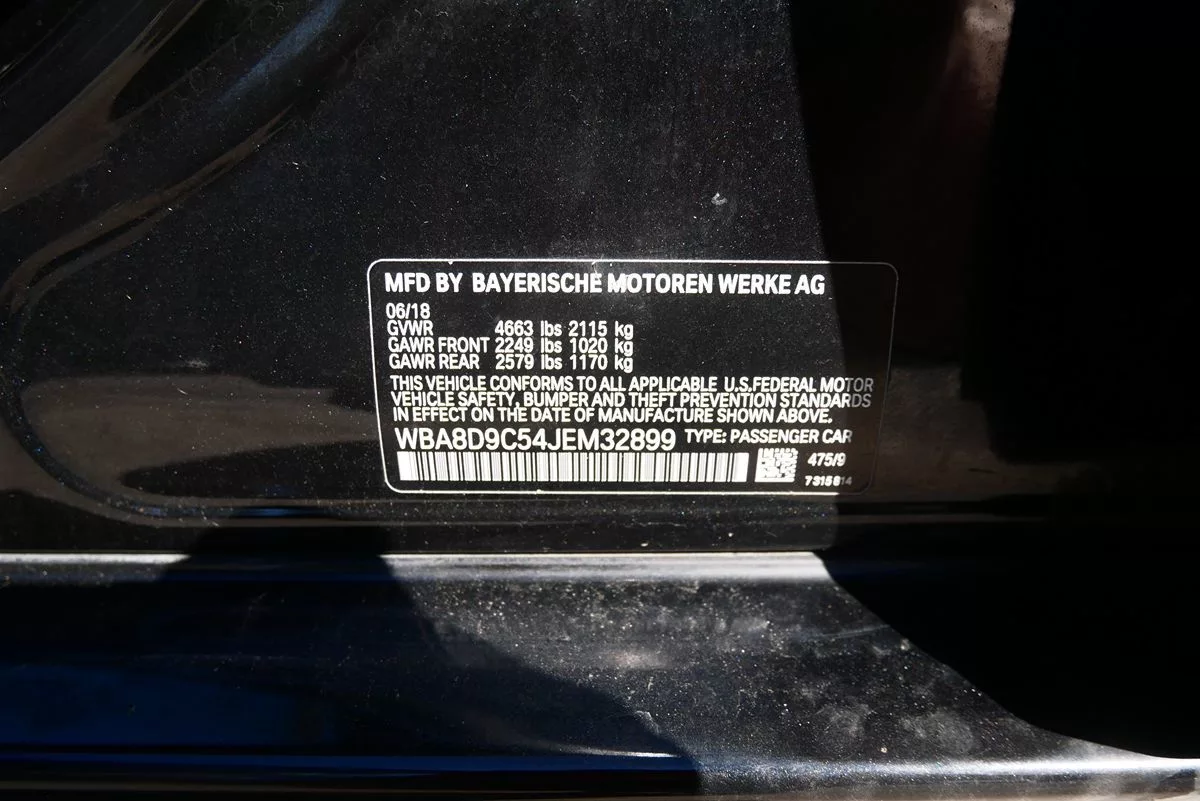 MFD BY BAYERISCHE MOTOREN WERKE AG
06/18
GVWR 4663 lbs 2115 kg
GAWR FRONT 2249 lbs 1020 kg
GAWR REAR 2579 lbs 1170 kg
THIS VEHICLE CONFORMS TO ALL APPLICABLE U.S.FEDERAL MOTOR
VEHICLE SAFETY, BUMPER AND THEFT PREVENTION STANDARDS
IN EFFECT ON THE DATE OF MANUFACTURE SHOWN ABOVE.
WBA8D9C54JEM32899 TYPE: PASSENGER CAR
475/9
7315814